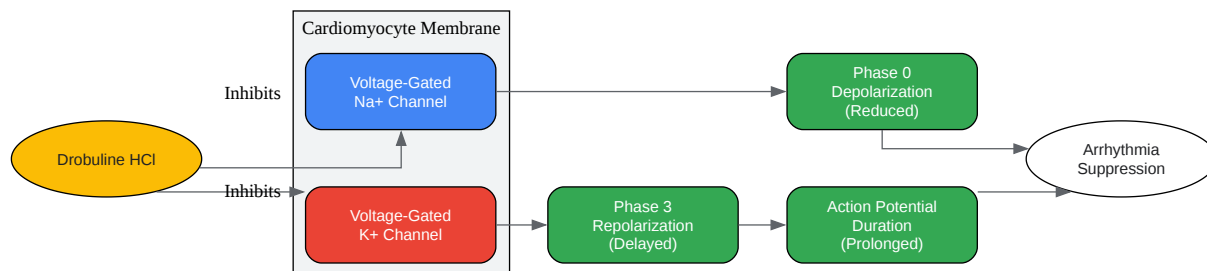 Cardiomyocyte Membrane
Inhibits
Voltage-Gated
Na+ Channel
Phase 0
Depolarization
(Reduced)
Drobuline HCl
Arrhythmia
Suppression
Inhibits
Voltage-Gated
K+ Channel
Phase 3
Repolarization
(Delayed)
Action Potential
Duration
(Prolonged)